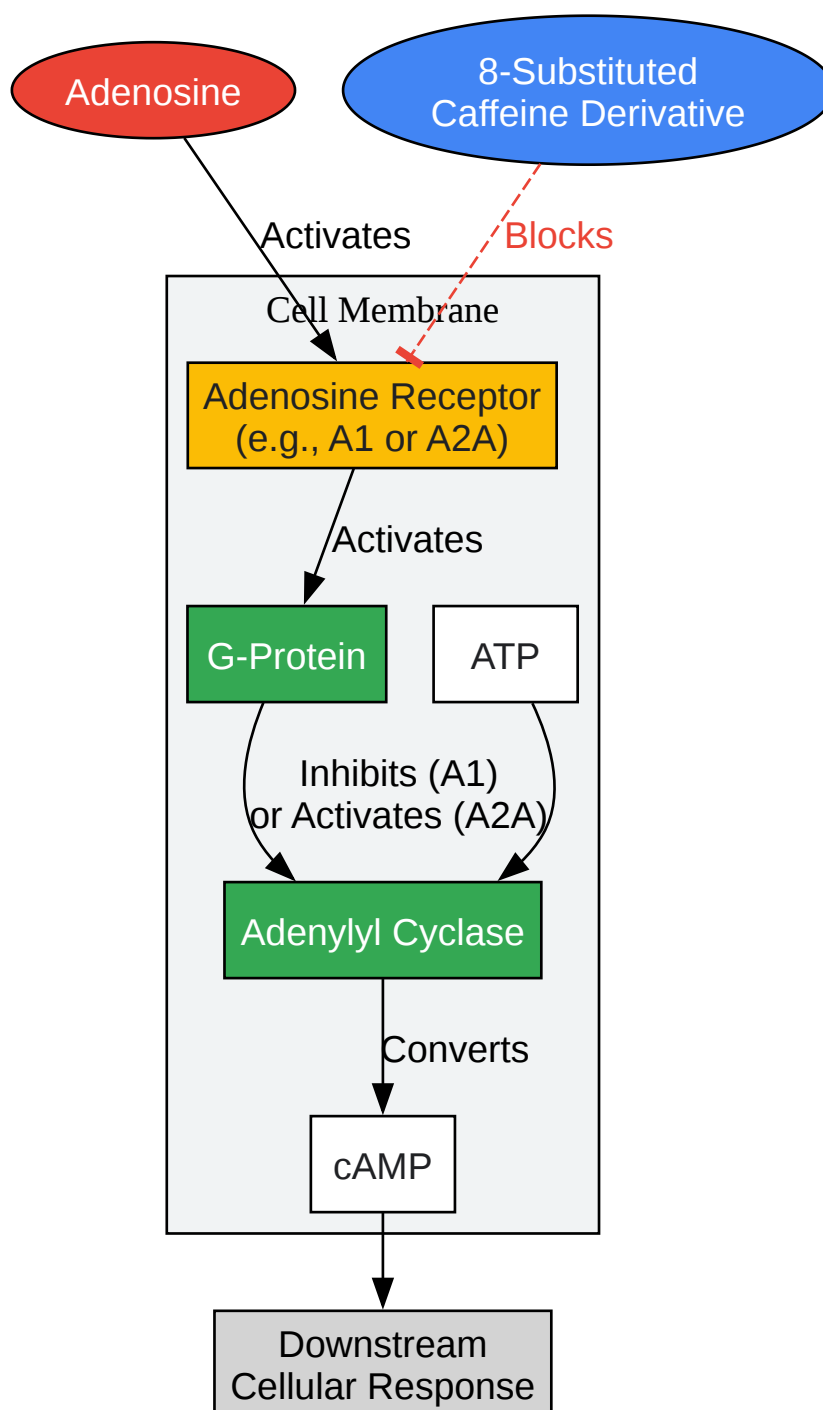 Adenosine
8-Substituted
Caffeine Derivative
Activates
Blocks
Cell Membrane
Adenosine Receptor
(e.g., A1 or A2A)
Activates
G-Protein
ATP
Inhibits (A1)
or Activates (A2A)
Adenylyl Cyclase
Converts
cAMP
Downstream
Cellular Response